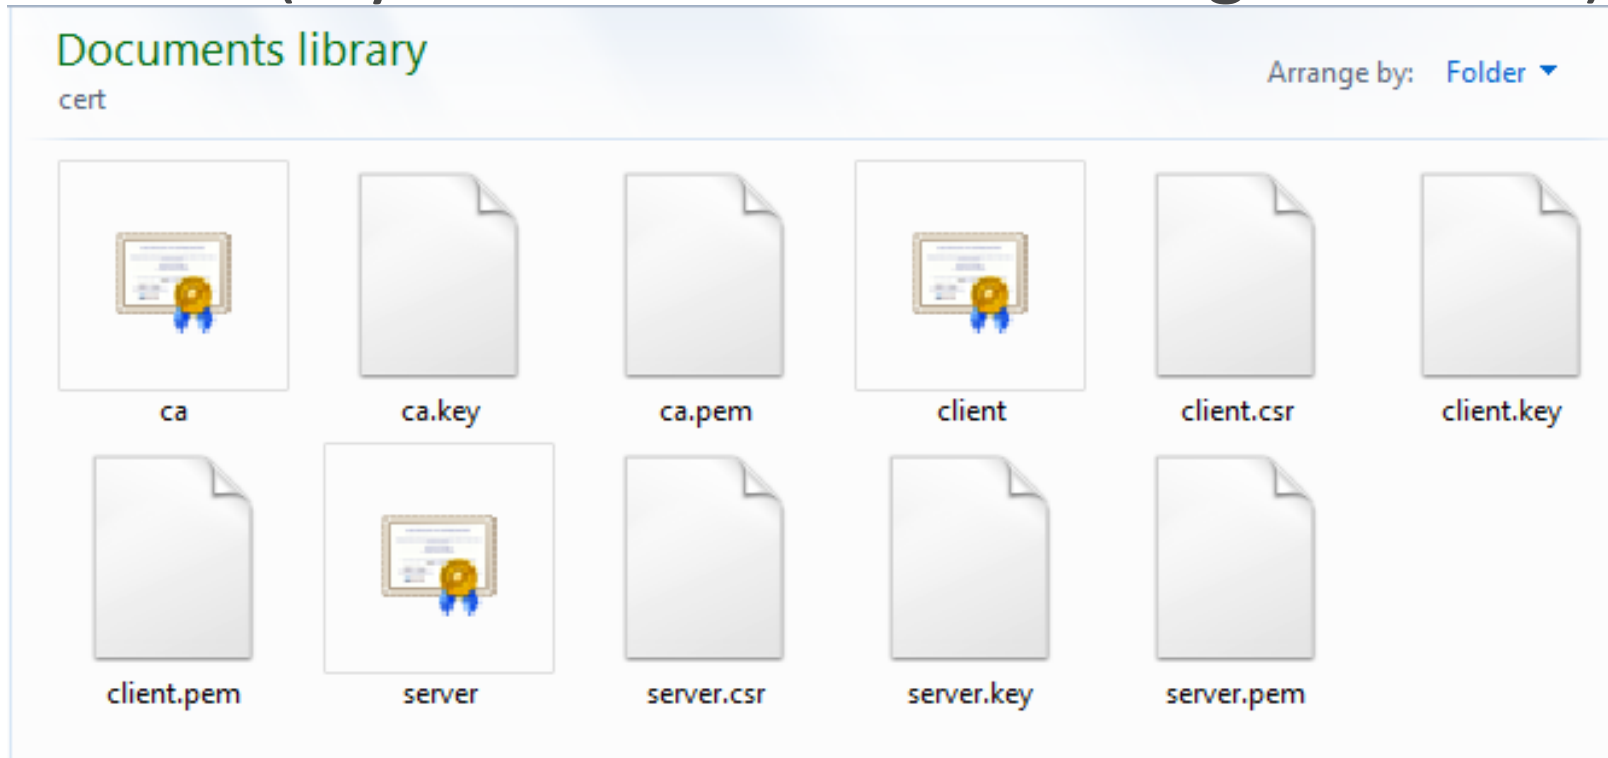 Documents library
cert
Arrange by: Folder
ca ca.key ca.pem client client.csr client.key
client.pem server server.csr server.key server.pem